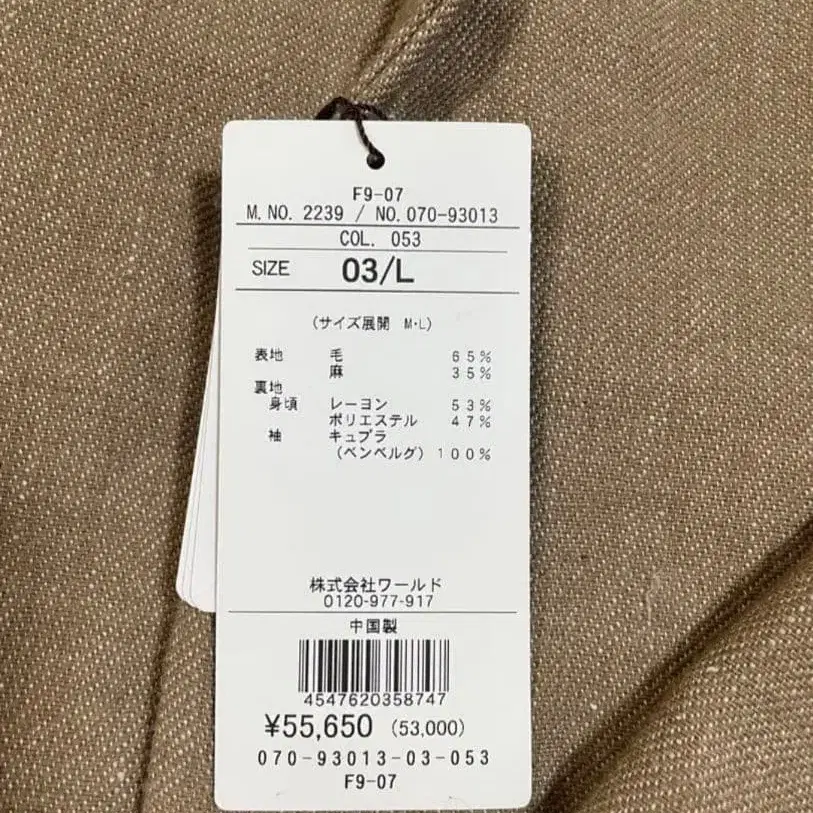 F9-07
M.NO. 2239 / NO.070-93013
COL. 053
SIZE 03/L
(サイズ展開 M・L)
表地 毛 65%
麻 35%
裏地
身頃 レーヨン 53%
ポリエステル 47%
袖 キュプラ
(ベンベルグ) 100%
株式会社ワールド
0120-977-917
中国製
4547620358747
¥55,650 (53,000)
070-93013-03-053
F9-07